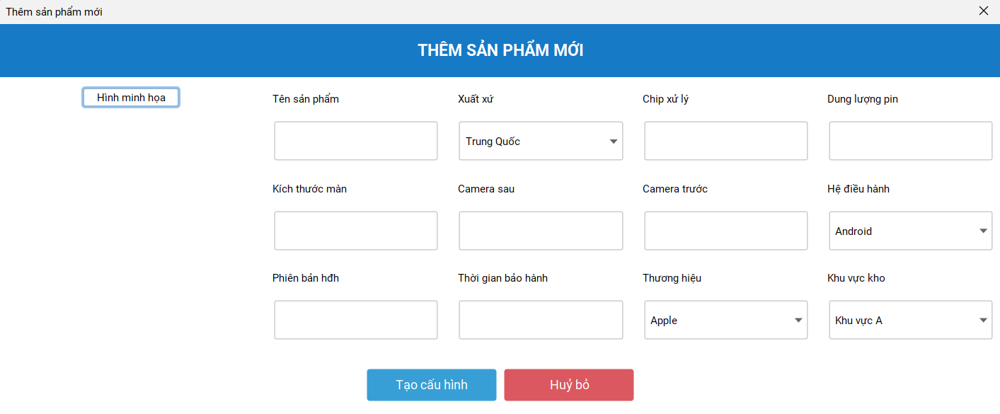 Thêm sản phẩm mới
THÊM SẢN PHẨM MỚI
Hình minh họa
Tên sản phẩm
Xuất xứ
Chip xử lý
Dung lượng pin
Trung Quốc
Kích thước màn
Camera sau
Camera trước
Hệ điều hành
Android
Phiên bản hđh
Thời gian bảo hành
Thương hiệu
Khu vực kho
Apple
Khu vực A
Tạo cấu hình
Huỷ bỏ